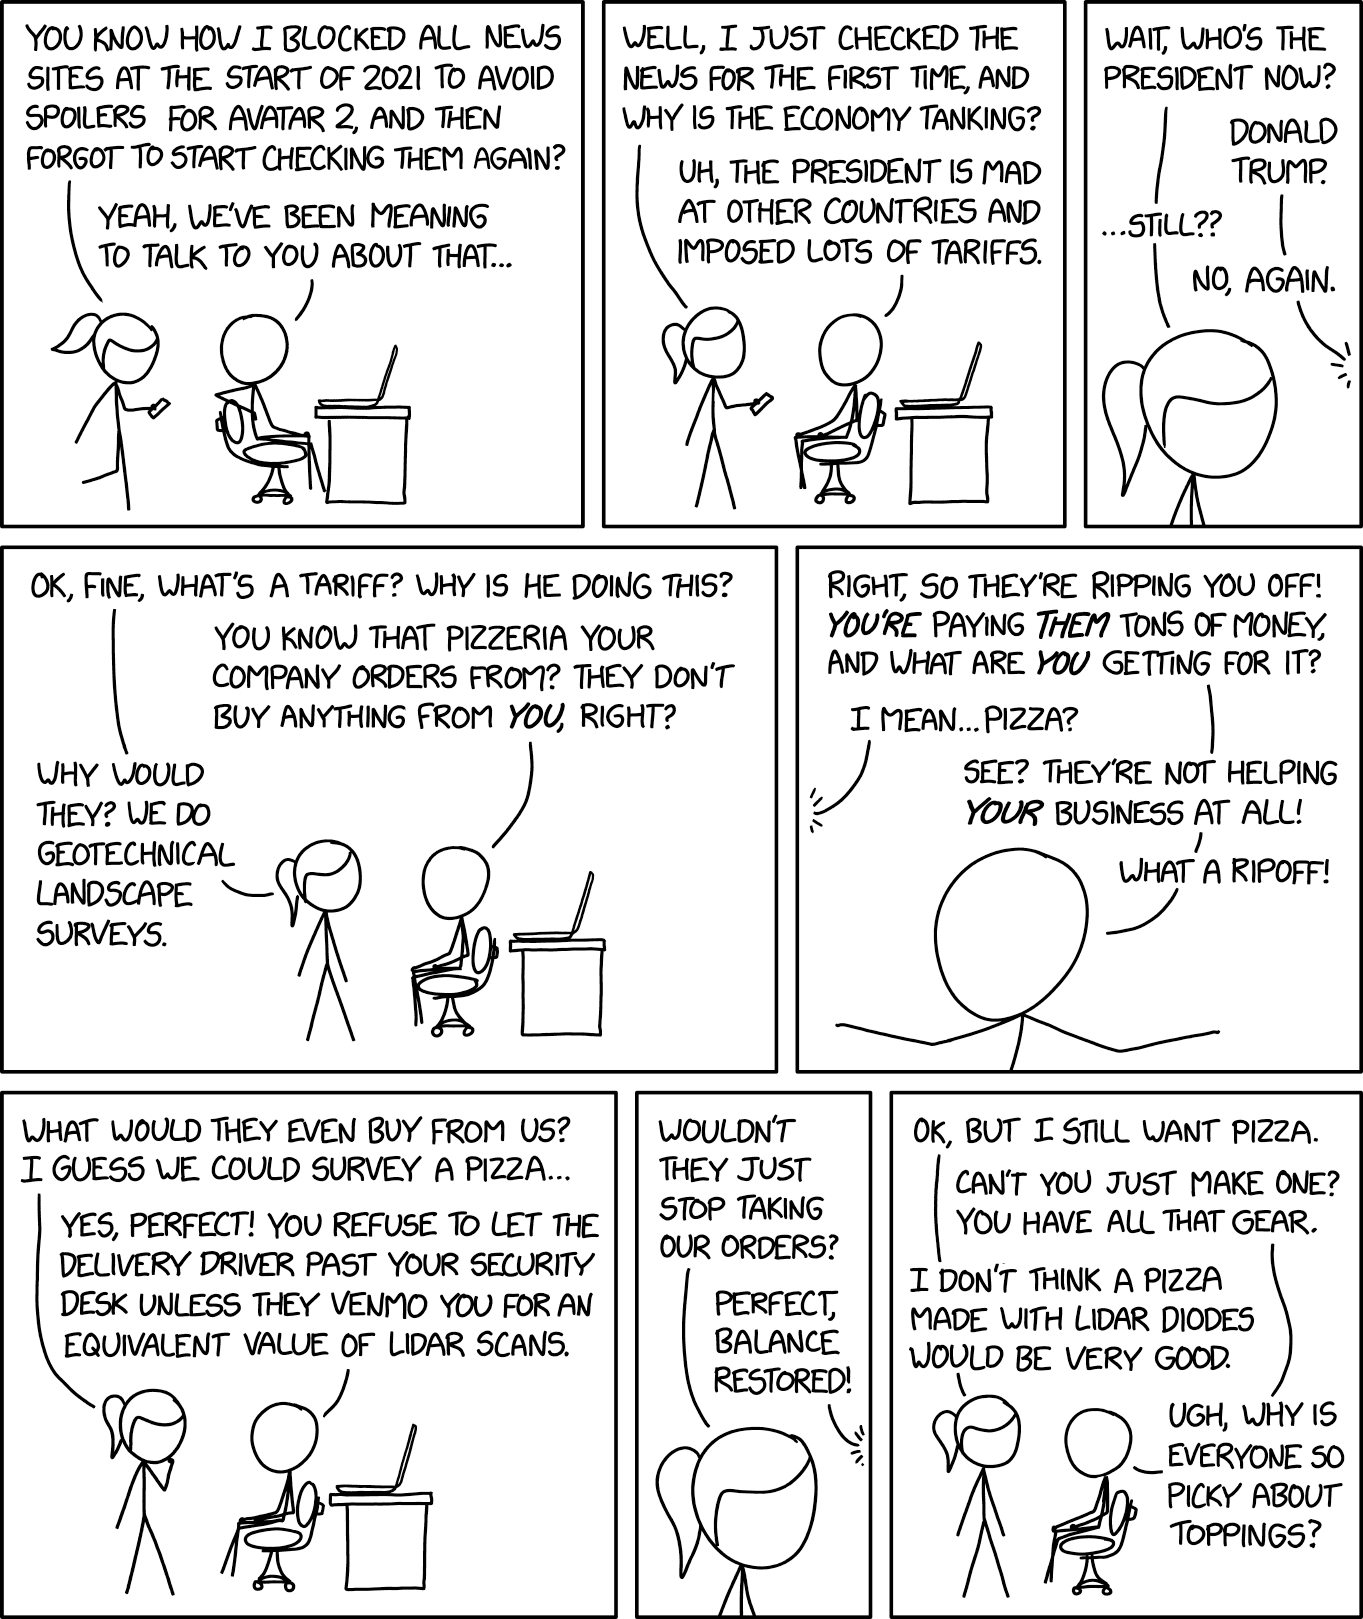 YOU KNOW HOW I BLOCKED ALL NEWS
SITES AT THE START OF 2021 TO AVOID
SPOILERS FOR AVATAR 2, AND THEN
FORGOT TO START CHECKING THEM AGAIN?
YEAH, WE'VE BEEN MEANING
TO TALK TO YOU ABOUT THAT...
WELL, I JUST CHECKED THE
NEWS FOR THE FIRST TIME, AND
WHY IS THE ECONOMY TANKING?
UH, THE PRESIDENT IS MAD
AT OTHER COUNTRIES AND
IMPOSED LOTS OF TARIFFS.
WAIT, WHO'S THE
PRESIDENT NOW?
DONALD
TRUMP.
...STILL??
NO, AGAIN.
OK, FINE, WHAT'S A TARIFF? WHY IS HE DOING THIS?
YOU KNOW THAT PIZZERIA YOUR
COMPANY ORDERS FROM? THEY DON'T
BUY ANYTHING FROM YOU, RIGHT?
WHY WOULD
THEY? WE DO
GEOTECHNICAL
LANDSCAPE
SURVEYS.
RIGHT, SO THEY'RE RIPPING YOU OFF!
YOU'RE PAYING THEM TONS OF MONEY,
AND WHAT ARE YOU GETTING FOR IT?
I MEAN...PIZZA?
SEE? THEY'RE NOT HELPING
YOUR BUSINESS AT ALL!
WHAT A RIPOFF!
WHAT WOULD THEY EVEN BUY FROM US?
I GUESS WE COULD SURVEY A PIZZA...
YES, PERFECT! YOU REFUSE TO LET THE
DELIVERY DRIVER PAST YOUR SECURITY
DESK UNLESS THEY VENMO YOU FOR AN
EQUIVALENT VALUE OF LIDAR SCANS.
WOULDN'T
THEY JUST
STOP TAKING
OUR ORDERS?
PERFECT,
BALANCE
RESTORED!
OK, BUT I STILL WANT PIZZA.
CAN'T YOU JUST MAKE ONE?
YOU HAVE ALL THAT GEAR.
I DON'T THINK A PIZZA
MADE WITH LIDAR DIODES
WOULD BE VERY GOOD.
UGH, WHY IS
EVERYONE SO
PICKY ABOUT
TOPPINGS?